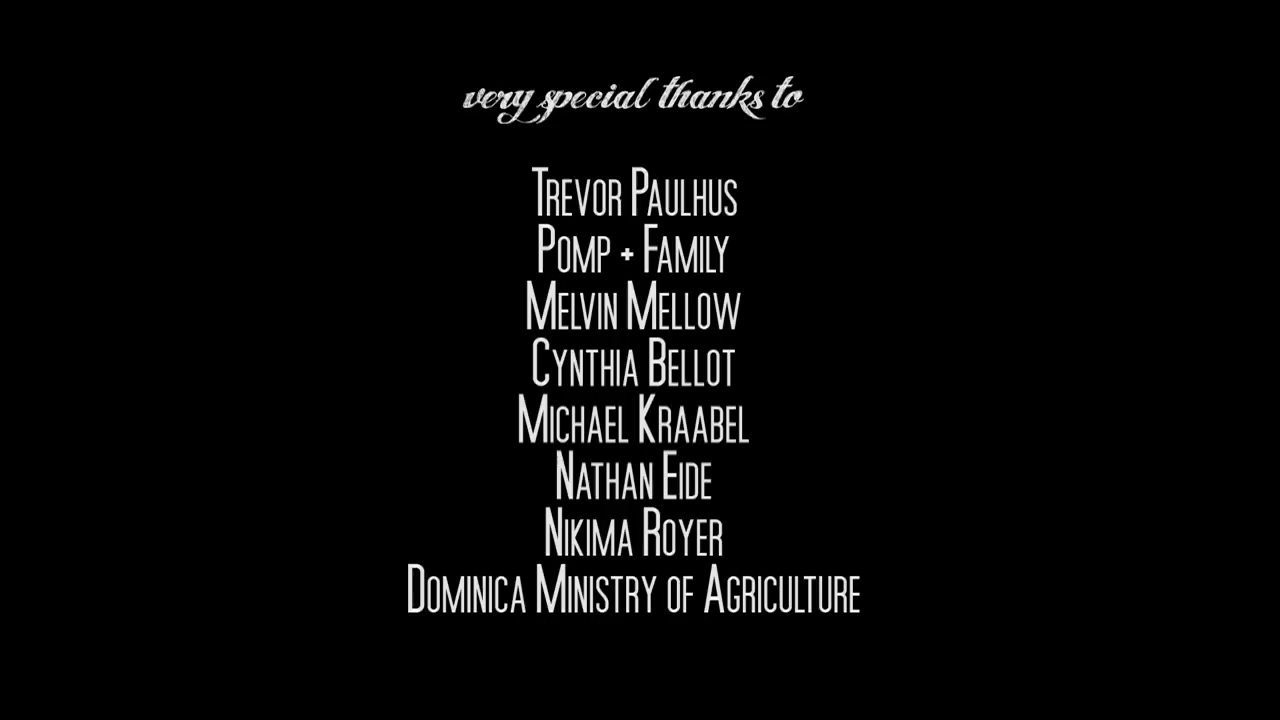 very special thanks to
Trevor Paulhus
Pomp + Family
Melvin Mellow
Cynthia Bellot
Michael Kraabel
Nathan Eide
Nikima Royer
Dominica Ministry of Agriculture